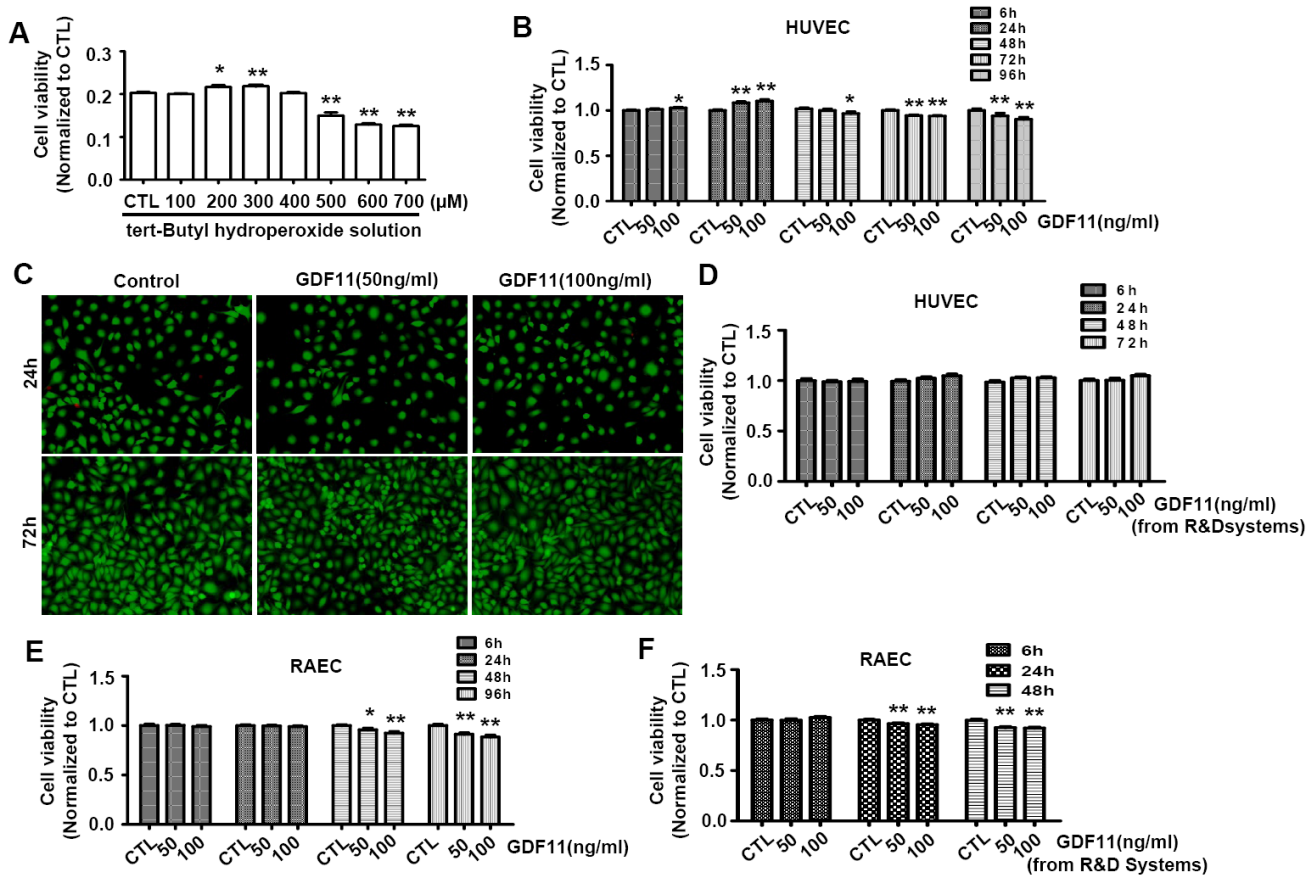 A
Cell viability
(Normalized to CTL)
0.3
0.2
0.1
0.0
* ** ** ** **
CTL 100 200 300 400 500 600 700 (μM)
tert-Butyl hydroperoxide solution
B
HUVEC
6h
24h
48h
72h
96h
Cell viability
(Normalized to CTL)
1.5
1.0
0.5
0.0
* ** ** * ** ** ** **
CTL 50 100 CTL 50 100 CTL 50 100 CTL 50 100 CTL 50 100 GDF11(ng/ml)
C
Control GDF11(50ng/ml) GDF11(100ng/ml)
24h
72h
D
HUVEC
6h
24h
48h
72h
Cell viability
(Normalized to CTL)
1.5
1.0
0.5
0.0
CTL 50 100 CTL 50 100 CTL 50 100 CTL 50 100 GDF11(ng/ml)
(from R&Dsystems)
E
RAEC
6h
24h
48h
96h
Cell viability
(Normalized to CTL)
1.5
1.0
0.5
0.0
* ** ** **
CTL 50 100 CTL 50 100 CTL 50 100 CTL 50 100 GDF11(ng/ml)
F
RAEC
6h
24h
48h
Cell viability
(Normalized to CTL)
1.5
1.0
0.5
0.0
** ** ** **
CTL 50 100 CTL 50 100 CTL 50 100 GDF11(ng/ml)
(from R&D Systems)